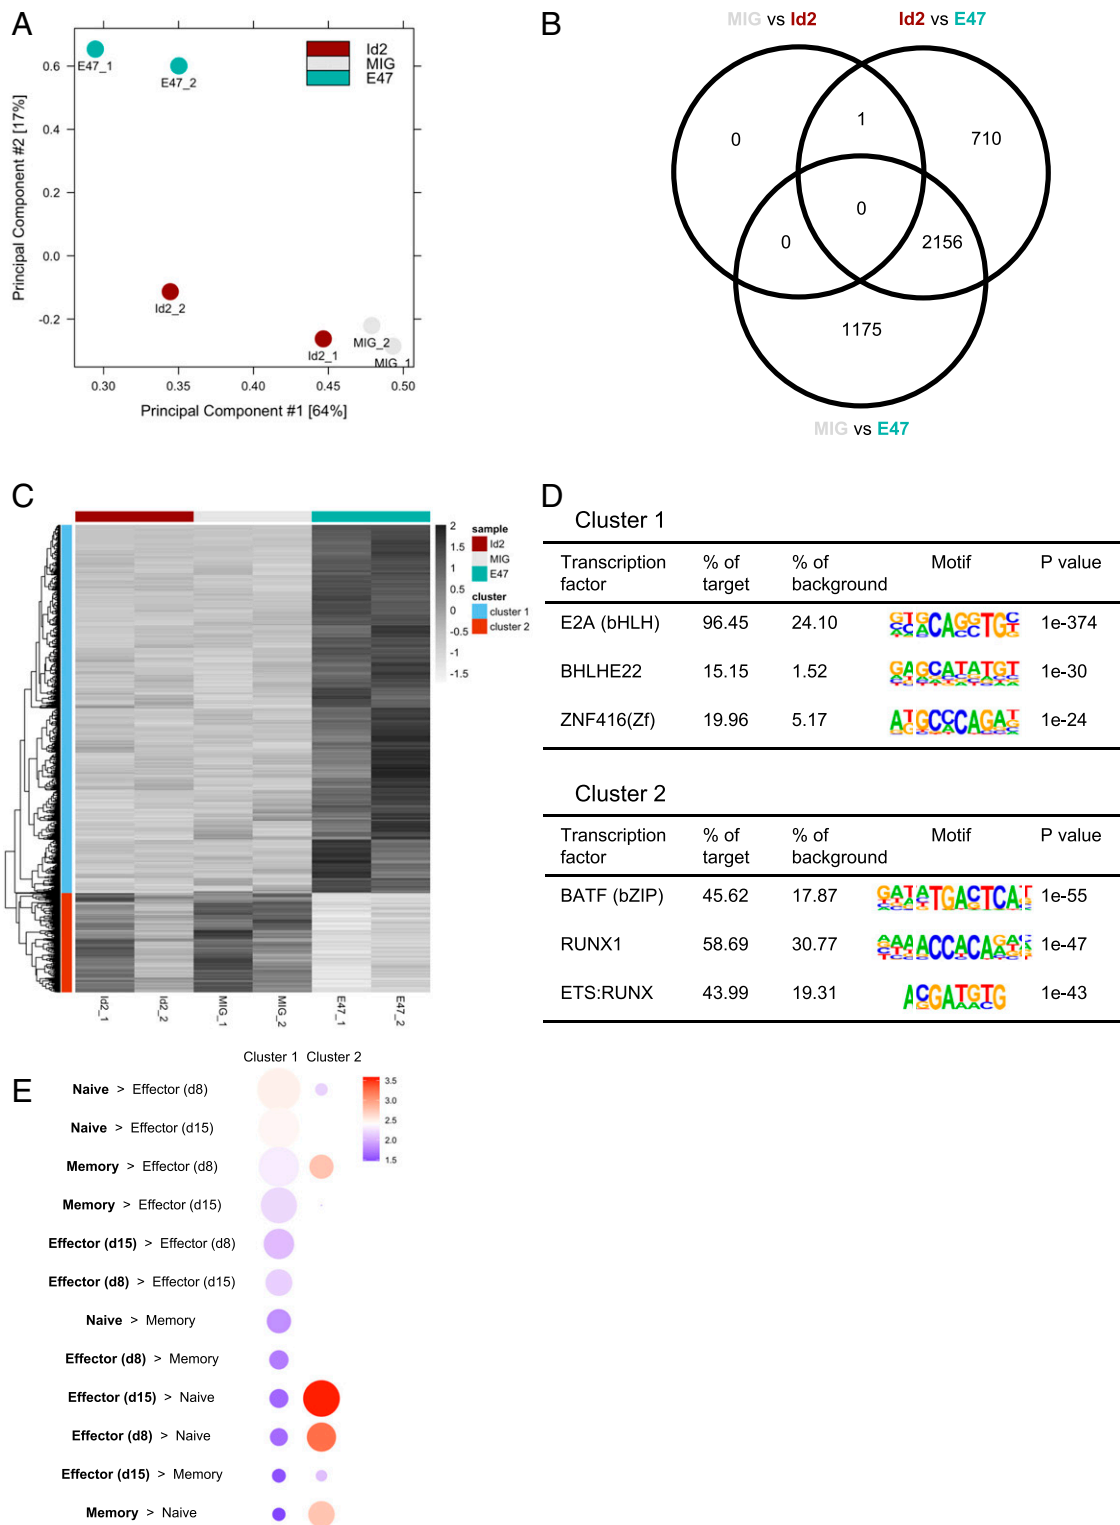 A
Id2
MIG
E47
E47_1
E47_2
Id2_2
Id2_1
MIG_2
MIG_1
0.6
0.4
0.2
0.0
-0.2
0.30
0.35
0.40
0.45
0.50
Principal Component #2 [17%]
Principal Component #1 [64%]
B
MIG vs Id2
Id2 vs E47
0
1
710
0
0
2156
1175
MIG vs E47
C
2
1.5
1
0.5
0
-0.5
-1
-1.5
sample
Id2
MIG
E47
cluster
cluster 1
cluster 2
Id2_1
Id2_2
MIG_1
MIG_2
E47_1
E47_2
D
Cluster 1
Transcription factor % of target % of background Motif P value
E2A (bHLH) 96.45 24.10 1e-374
BHLHE22 15.15 1.52 1e-30
ZNF416(Zf) 19.96 5.17 1e-24
Cluster 2
Transcription factor % of target % of background Motif P value
BATF (bZIP) 45.62 17.87 1e-55
RUNX1 58.69 30.77 1e-47
ETS:RUNX 43.99 19.31 1e-43
E
Cluster 1 Cluster 2
Naive > Effector (d8)
Naive > Effector (d15)
Memory > Effector (d8)
Memory > Effector (d15)
Effector (d15) > Effector (d8)
Effector (d8) > Effector (d15)
Naive > Memory
Effector (d8) > Memory
Effector (d15) > Naive
Effector (d8) > Naive
Effector (d15) > Memory
Memory > Naive
3.5
3.0
2.5
2.0
1.5